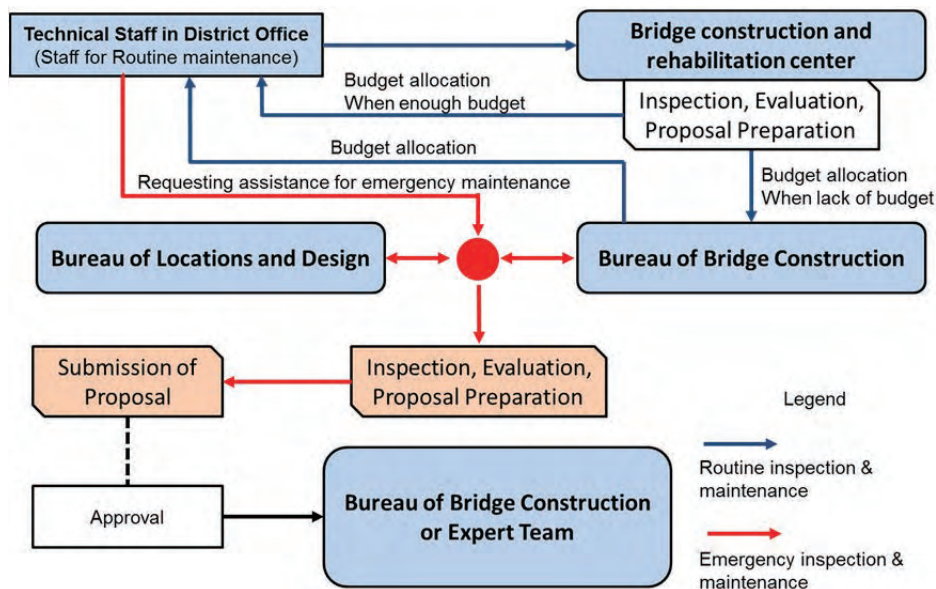 Technical Staff in District Office
(Staff for Routine maintenance)
Bridge construction and
rehabilitation center
Inspection, Evaluation,
Proposal Preparation
Budget allocation
When enough budget
Budget allocation
Budget allocation
When lack of budget
Requesting assistance for emergency maintenance
Bureau of Locations and Design
Bureau of Bridge Construction
Submission of
Proposal
Inspection, Evaluation,
Proposal Preparation
Approval
Bureau of Bridge Construction
or Expert Team
Legend
Routine inspection &
maintenance
Emergency inspection &
maintenance